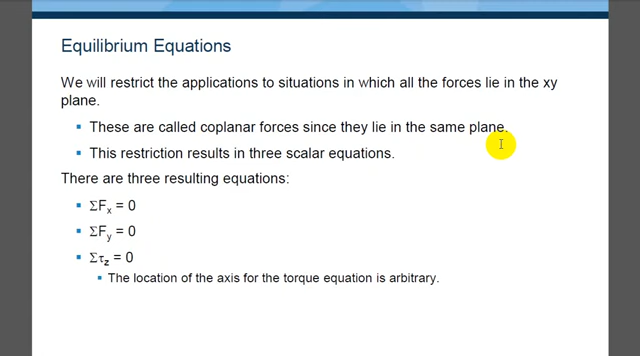 Equilibrium Equations
We will restrict the applications to situations in which all the forces lie in the xy
plane.
▪ These are called coplanar forces since they lie in the same plane.
▪ This restriction results in three scalar equations.
There are three resulting equations:
▪ ΣFx = 0
▪ ΣFy = 0
▪ Στz = 0
▪ The location of the axis for the torque equation is arbitrary.